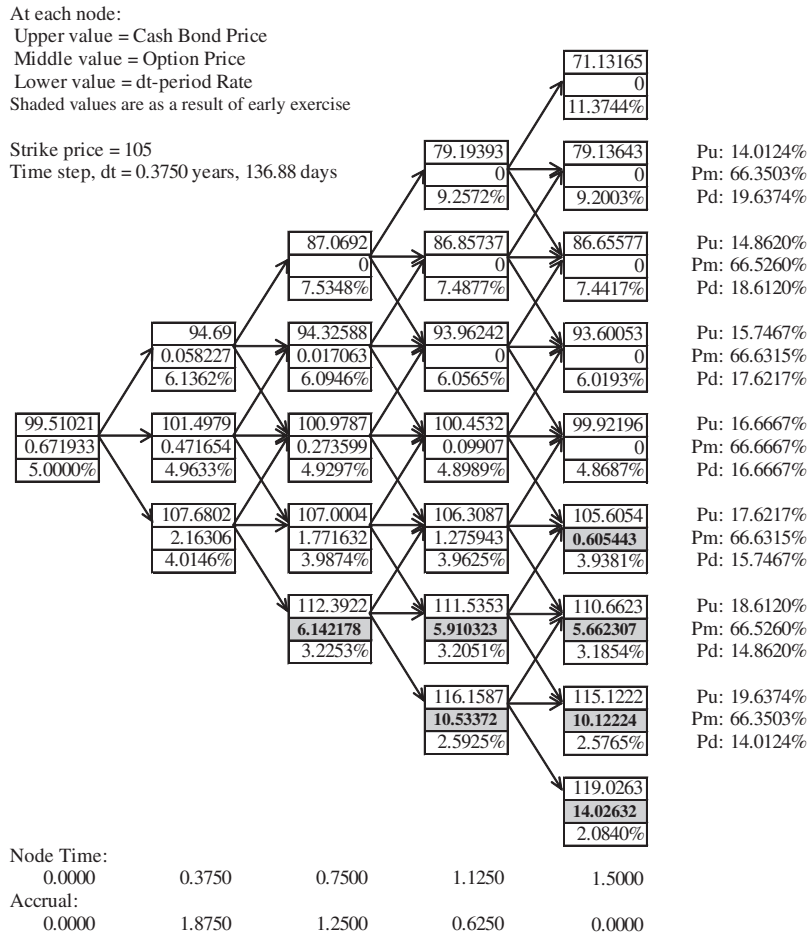 At each node:
Upper value = Cash Bond Price
Middle value = Option Price
Lower value = dt-period Rate
Shaded values are as a result of early exercise
Strike price = 105
Time step, dt = 0.3750 years, 136.88 days
99.51021
0.671933
5.0000%
94.69
0.058227
6.1362%
101.4979
0.471654
4.9633%
107.6802
2.16306
4.0146%
87.0692
0
7.5348%
94.32588
0.017063
6.0946%
100.9787
0.273599
4.9297%
107.0004
1.771632
3.9874%
112.3922
6.142178
3.2253%
79.19393
0
9.2572%
86.85737
0
7.4877%
93.96242
0
6.0565%
100.4532
0.09907
4.8989%
106.3087
1.275943
3.9625%
111.5353
5.910323
3.2051%
116.1587
10.53372
2.5925%
71.13165
0
11.3744%
79.13643
0
9.2003%
86.65577
0
7.4417%
93.60053
0
6.0193%
99.92196
0
4.8687%
105.6054
0.605443
3.9381%
110.6623
5.662307
3.1854%
115.1222
10.12224
2.5765%
119.0263
14.02632
2.0840%
Pu: 14.0124%
Pm: 66.3503%
Pd: 19.6374%
Pu: 14.8620%
Pm: 66.5260%
Pd: 18.6120%
Pu: 15.7467%
Pm: 66.6315%
Pd: 17.6217%
Pu: 16.6667%
Pm: 66.6667%
Pd: 16.6667%
Pu: 17.6217%
Pm: 66.6315%
Pd: 15.7467%
Pu: 18.6120%
Pm: 66.5260%
Pd: 14.8620%
Pu: 19.6374%
Pm: 66.3503%
Pd: 14.0124%
Node Time:
0.0000 0.3750 0.7500 1.1250 1.5000
Accrual:
0.0000 1.8750 1.2500 0.6250 0.0000